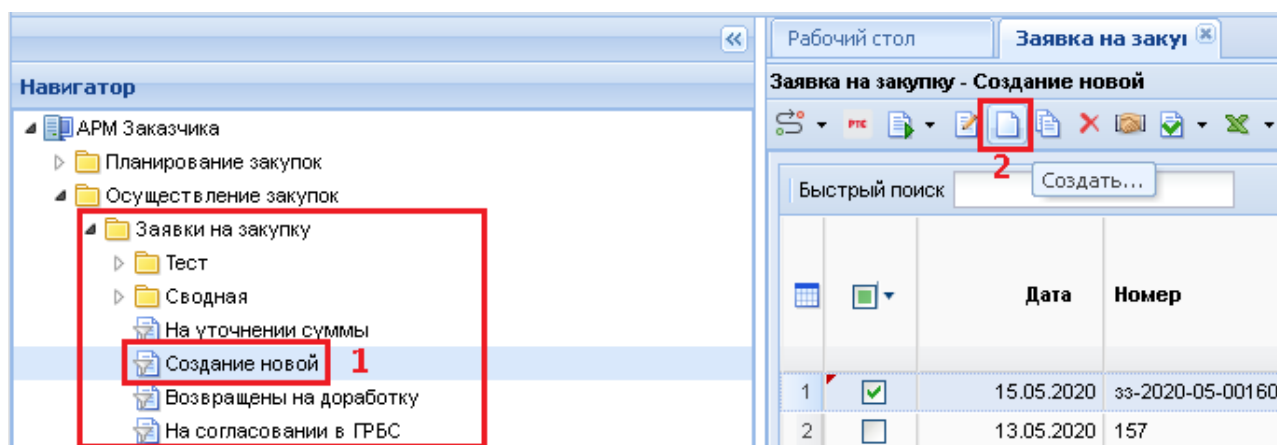 Рабочий стол
Заявка на закуп
Навигатор
Заявка на закупку - Создание новой
АРМ Заказчика
РТС
Планирование закупок
2
Создать...
Осуществление закупок
Быстрый поиск
Заявки на закупку
Тест
Сводная
Дата
Номер
На уточнении суммы
Создание новой
1
Возвращены на доработку
1
15.05.2020
зз-2020-05-00160
На согласовании в ГРБС
2
13.05.2020
157